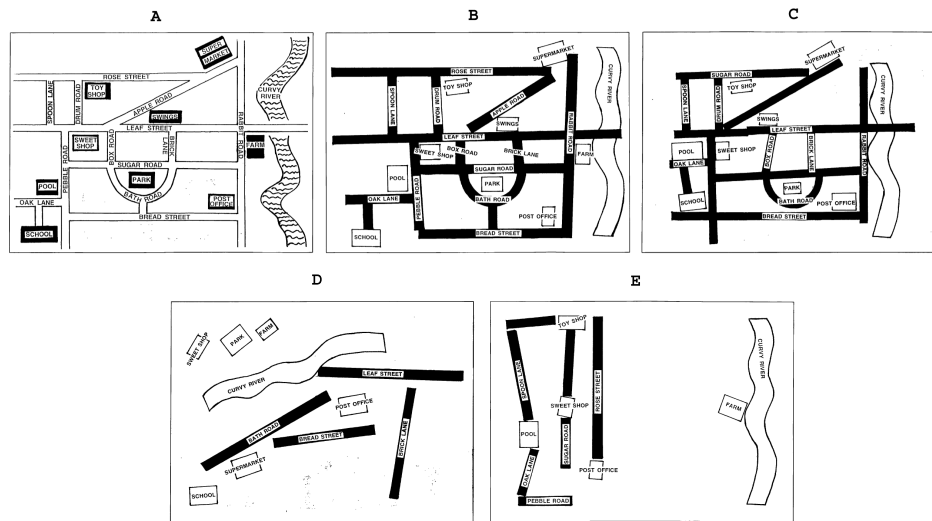 A
B
C
SUPER
MARKET
ROSE STREET
SPOON LANE
DRUM ROAD
TOY
SHOP
APPLE ROAD
CURVY
RIVER
SWINGS
LEAF STREET
RABBIT ROAD
SWEET
SHOP
BOX ROAD
BRICK
LANE
FARM
PEBBLE ROAD
SUGAR ROAD
PARK
POOL
BATH ROAD
POST
OFFICE
OAK LANE
BREAD STREET
SCHOOL
SUPERMARKET
ROSE STREET
CURVY RIVER
SPOON LANE
DRUM ROAD
TOY SHOP
APPLE ROAD
SWINGS
LEAF STREET
RABBIT ROAD
SWEET SHOP
BOX ROAD
BRICK LANE
FARM
POOL
SUGAR ROAD
PARK
PEBBLE ROAD
OAK LANE
BATH ROAD
POST OFFICE
BREAD STREET
SCHOOL
SUPERMARKET
SUGAR ROAD
CURVY RIVER
SPOON LANE
DRUM ROAD
TOY SHOP
SWINGS
LEAF STREET
POOL
SWEET SHOP
BOX ROAD
BRICK LANE
RABBIT ROAD
OAK LANE
PARK
SCHOOL
BATH ROAD
POST OFFICE
BREAD STREET
D
E
SWEET SHOP
PARK
FARM
CURVY RIVER
LEAF STREET
POST OFFICE
BATH ROAD
BREAD STREET
BRICK LANE
SUPERMARKET
SCHOOL
TOY SHOP
CURVY RIVER
SPOON LANE
ROSE STREET
SWEET SHOP
FARM
POOL
SUGAR ROAD
OAK LANE
POST OFFICE
PEBBLE ROAD